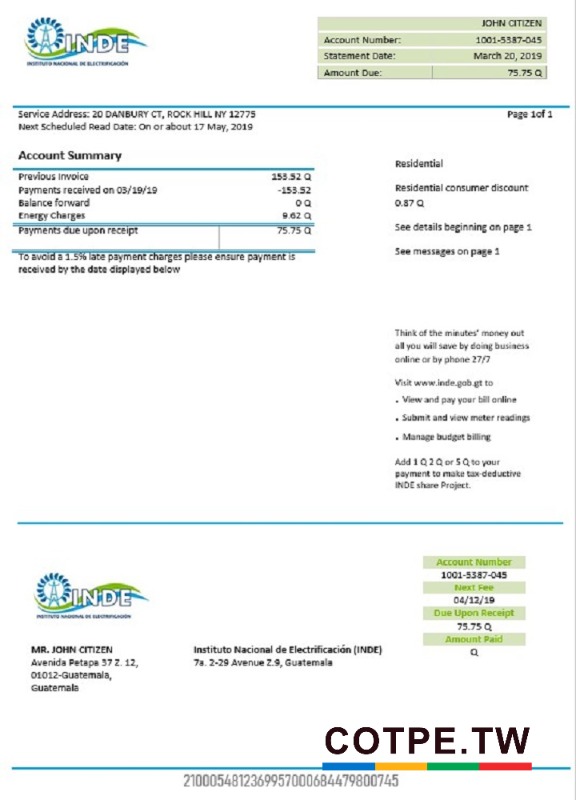 INDE
INSTITUTO NACIONAL DE ELECTRIFICACIÓN
JOHN CITIZEN
Account Number: 1001-5387-045
Statement Date: March 20, 2019
Amount Due: 75.75 Q
Service Address: 20 DANBURY CT, ROCK HILL NY 12775
Page 1of 1
Next Scheduled Read Date: On or about 17 May, 2019
Account Summary
Previous Invoice 153.52 Q
Payments received on 03/19/19 -153.52
Balance forward 0 Q
Energy Charges 9.62 Q
Payments due upon receipt 75.75 Q
To avoid a 1.5% late payment charges please ensure payment is
received by the date displayed below
Residential
Residential consumer discount
0.87 Q
See details beginning on page 1
See messages on page 1
Think of the minutes' money out
all you will save by doing business
online or by phone 27/7
Visit www.inde.gob.gt to
• View and pay your bill online
• Submit and view meter readings
• Manage budget billing
Add 1 Q 2 Q or 5 Q to your
payment to make tax-deductive
INDE share Project.
INDE
INSTITUTO NACIONAL DE ELECTRIFICACIÓN
Account Number
1001-5387-045
Next Fee
04/12/19
Due Upon Receipt
75.75 Q
Amount Paid
Q
MR. JOHN CITIZEN
Avenida Petapa 37 Z. 12,
01012-Guatemala,
Guatemala
Instituto Nacional de Electrificación (INDE)
7a. 2-29 Avenue Z.9, Guatemala
COTPE.TW
2100054812369957000684479800745